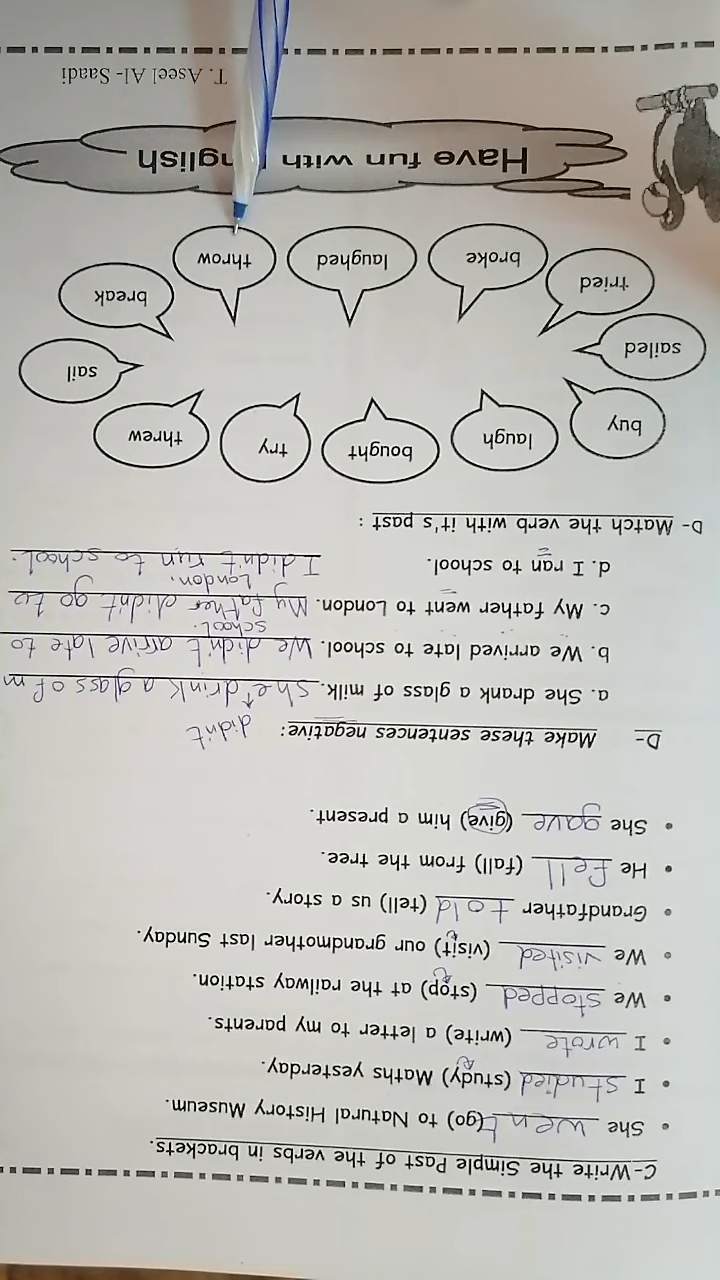 C-Write the Simple Past of the verbs in brackets.
• She went (go) to Natural History Museum.
• I studied (study) Maths yesterday.
• I wrote (write) a letter to my parents.
• We stopped (stop) at the railway station.
• We visited (visit) our grandmother last Sunday.
• Grandfather told (tell) us a story.
• He fell (fall) from the tree.
• She gave (give) him a present.
D- Make these sentences negative: didn't
a. She drank a glass of milk. She drink a glass of m
b. We arrived late to school. We didn't arrive late to
school.
c. My father went to London. My father didn't go to
London.
d. I ran to school. I didn't run to school.
D- Match the verb with it's past :
buy laugh bought try threw
sailed sail
tried broke laughed throw break
Have fun with nglish
T. Aseel Al- Saadi